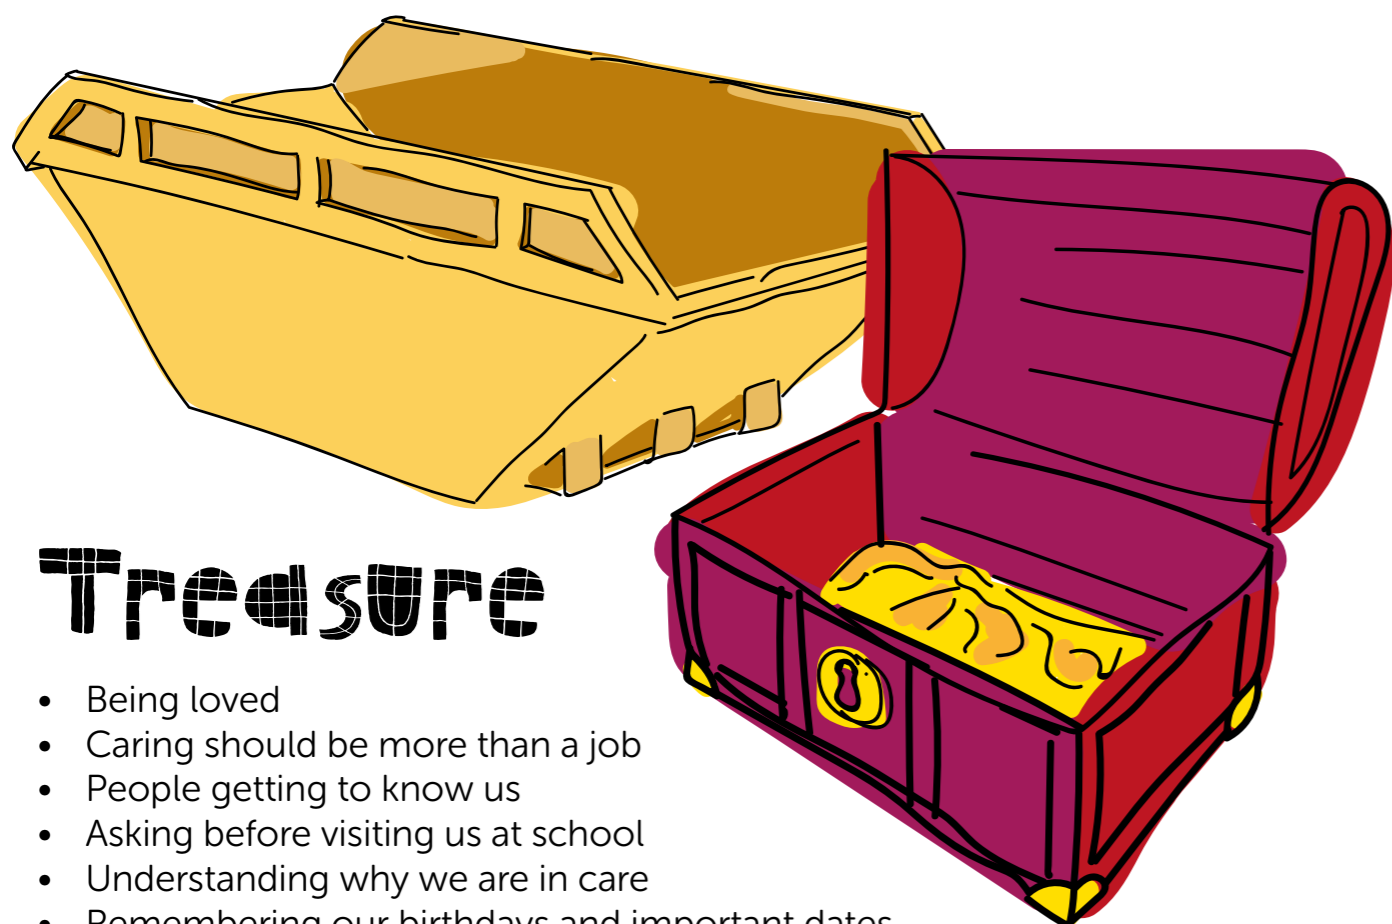 Treasure
• Being loved
• Caring should be more than a job
• People getting to know us
• Asking before visiting us at school
• Understanding why we are in care
• Remembering our birthdays and important dates